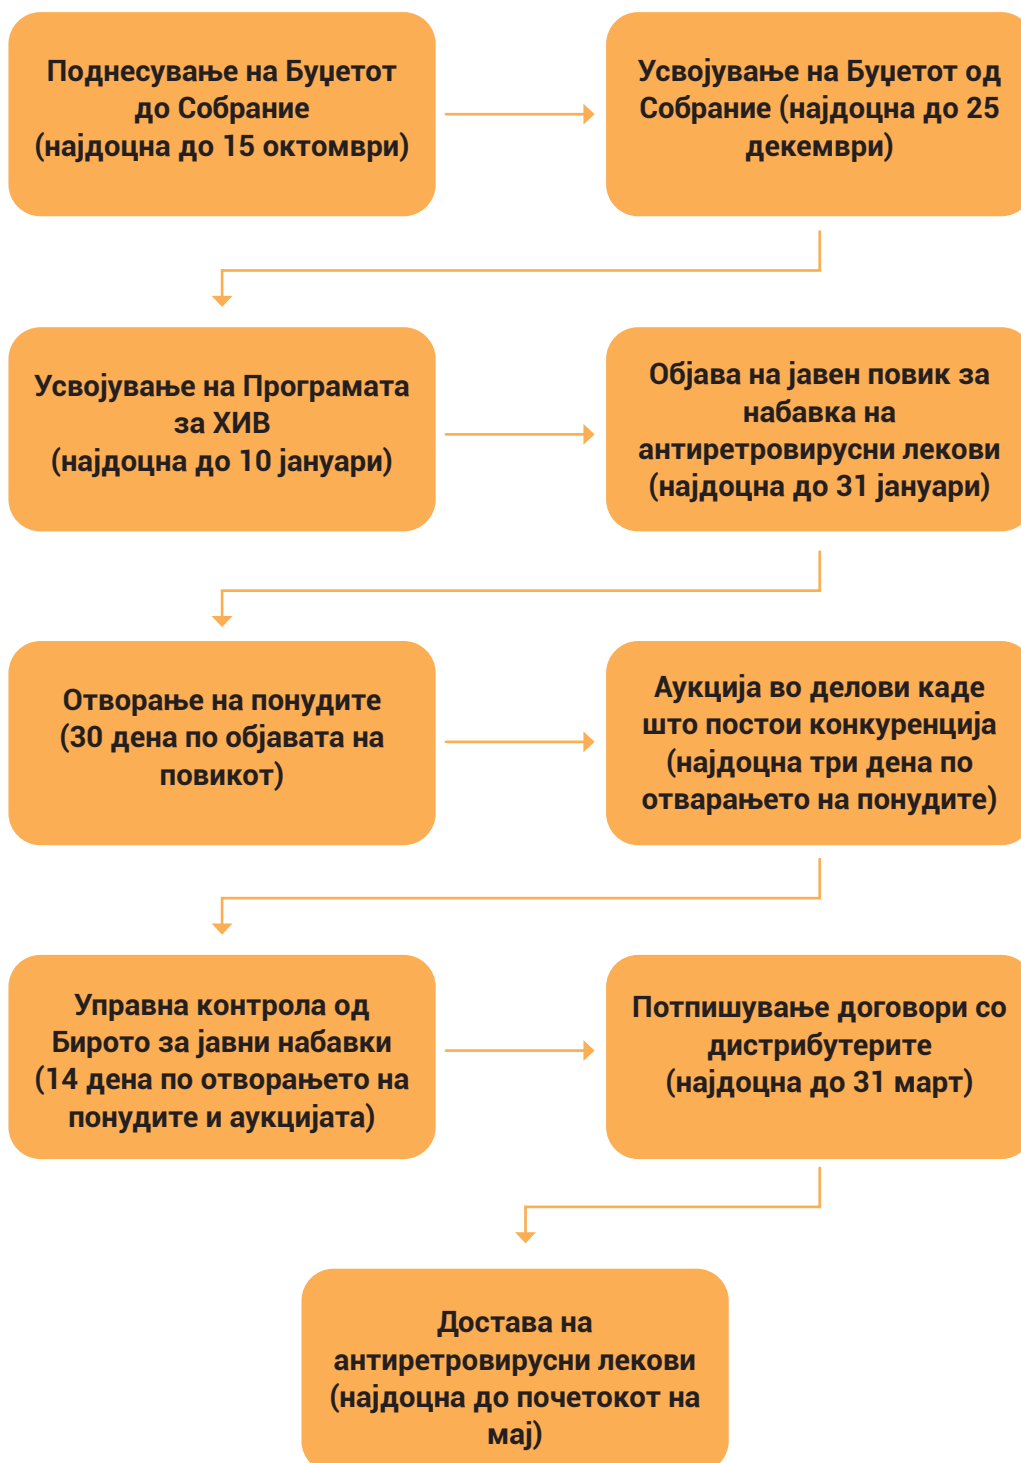 Поднесување на Буџетот
до Собрание
(најдоцна до 15 октомври)
Усвојување на Буџетот од
Собрание (најдоцна до 25
декември)
Усвојување на Програмата
за ХИВ
(најдоцна до 10 јануари)
Објава на јавен повик за
набавка на
антиретровирусни лекови
(најдоцна до 31 јануари)
Отворање на понудите
(30 дена по објавата на
повикот)
Аукција во делови каде
што постои конкуренција
(најдоцна три дена по
отварањето на понудите)
Управна контрола од
Бирото за јавни набавки
(14 дена по отворањето на
понудите и аукцијата)
Потпишување договори со
дистрибутерите
(најдоцна до 31 март)
Достава на
антиретровирусни лекови
(најдоцна до почетокот на
мај)